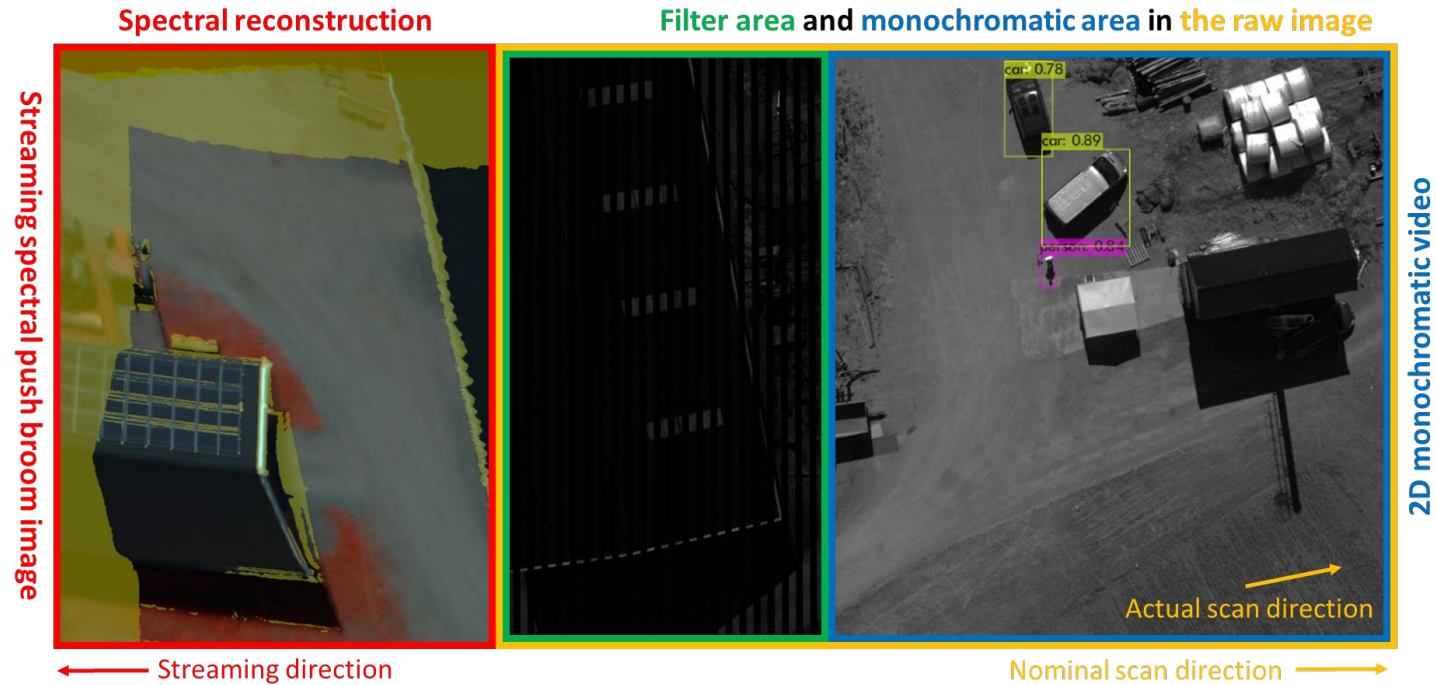 Spectral reconstruction
Filter area and monochromatic area in the raw image
Streaming spectral push broom image
car: 0.78
car: 0.89
person: 0.84
2D monochromatic video
Actual scan direction
Streaming direction
Nominal scan direction